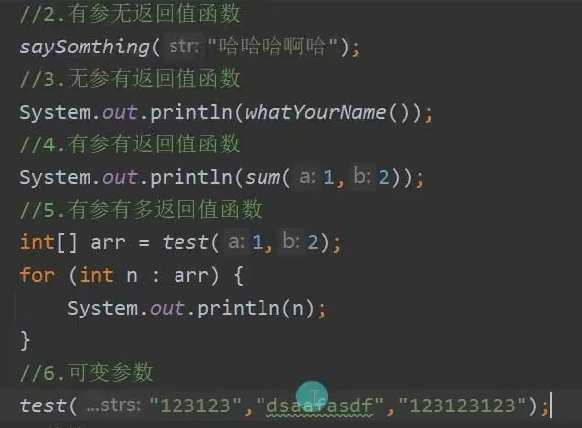 //2.有参无返回值函数
saySomthing( str: "哈哈哈啊哈");
//3.无参有返回值函数
System.out.println(whatYourName());
//4.有参有返回值函数
System.out.println(sum( a: 1, b: 2));
//5.有参有多返回值函数
int[] arr = test( a: 1, b: 2);
for (int n : arr) {
System.out.println(n);
}
//6.可变参数
test( ...strs: "123123","dsaafasdf","123123123");